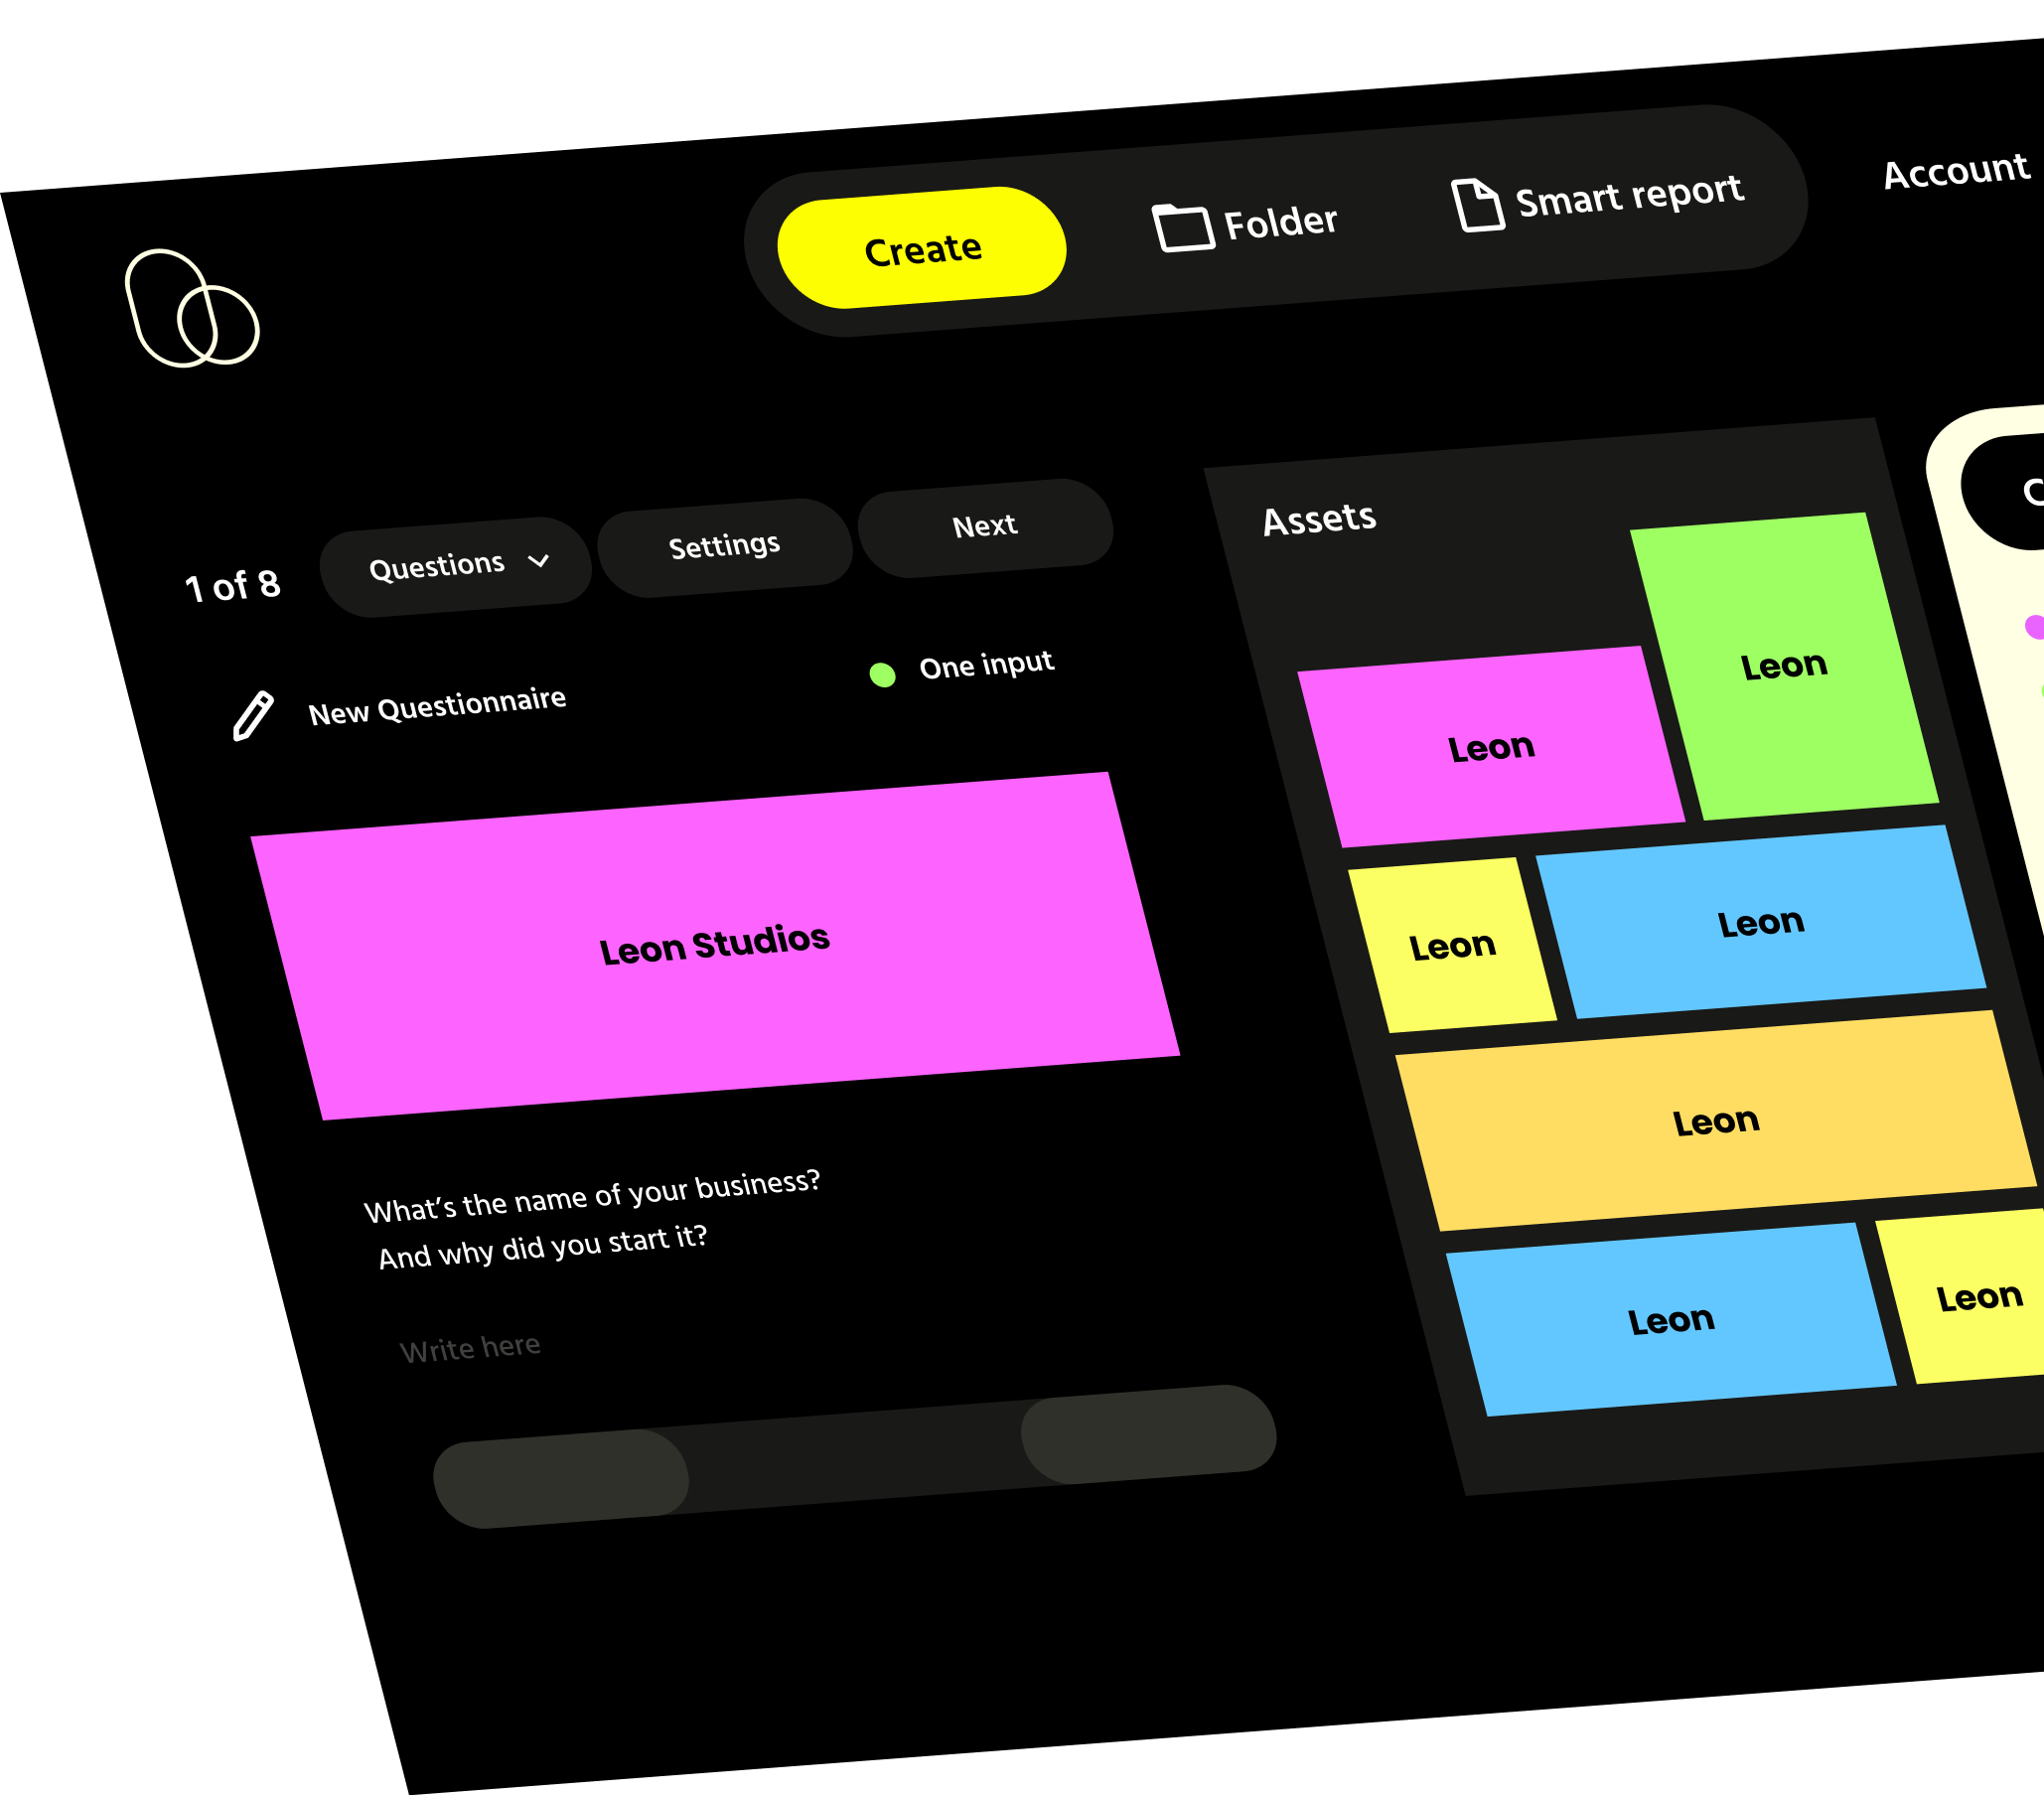 Create
Folder
Smart report
Account
1 of 8
Questions
Settings
Next
New Questionnaire
One input
Leon Studios
What's the name of your business?
And why did you start it?
Write here
Assets
Leon
Leon
Leon
Leon
Leon
Leon
Leon